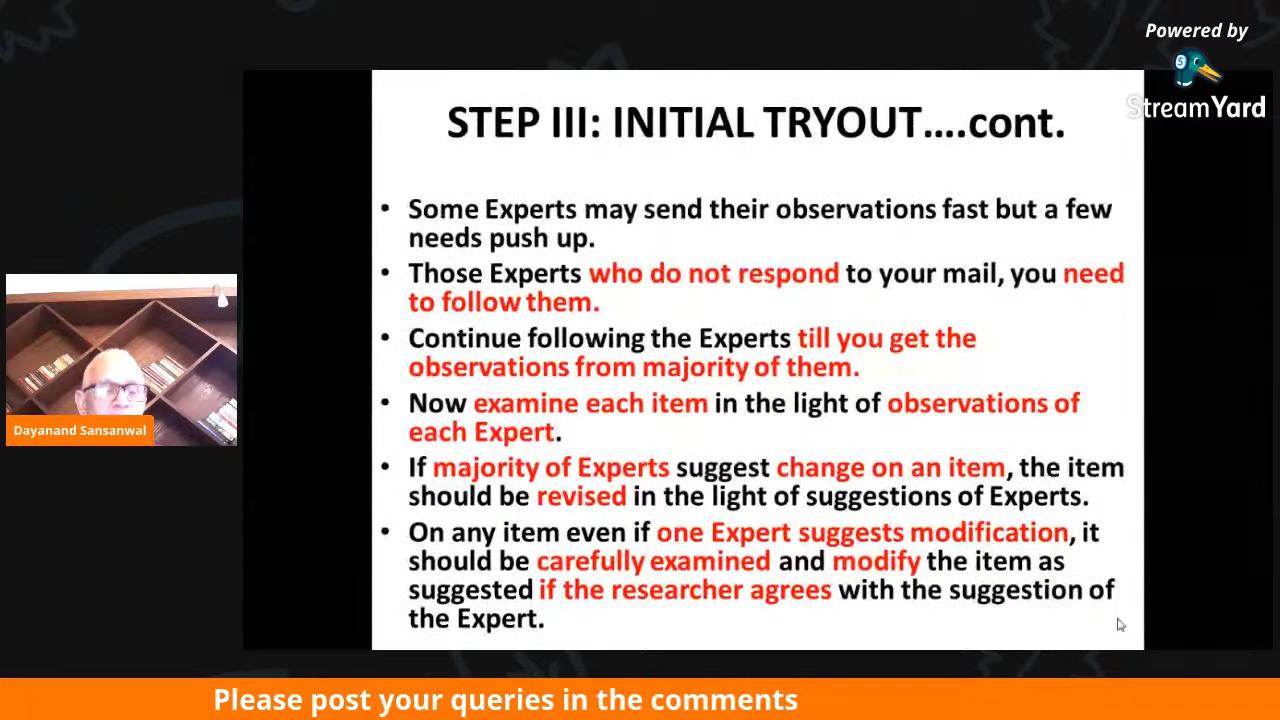 Powered by
StreamYard
STEP III: INITIAL TRYOUT....cont.
• Some Experts may send their observations fast but a few
needs push up.
• Those Experts who do not respond to your mail, you need
to follow them.
• Continue following the Experts till you get the
observations from majority of them.
• Now examine each item in the light of observations of
each Expert.
• If majority of Experts suggest change on an item, the item
should be revised in the light of suggestions of Experts.
• On any item even if one Expert suggests modification, it
should be carefully examined and modify the item as
suggested if the researcher agrees with the suggestion of
the Expert.
Dayanand Sansanwal
Please post your queries in the comments